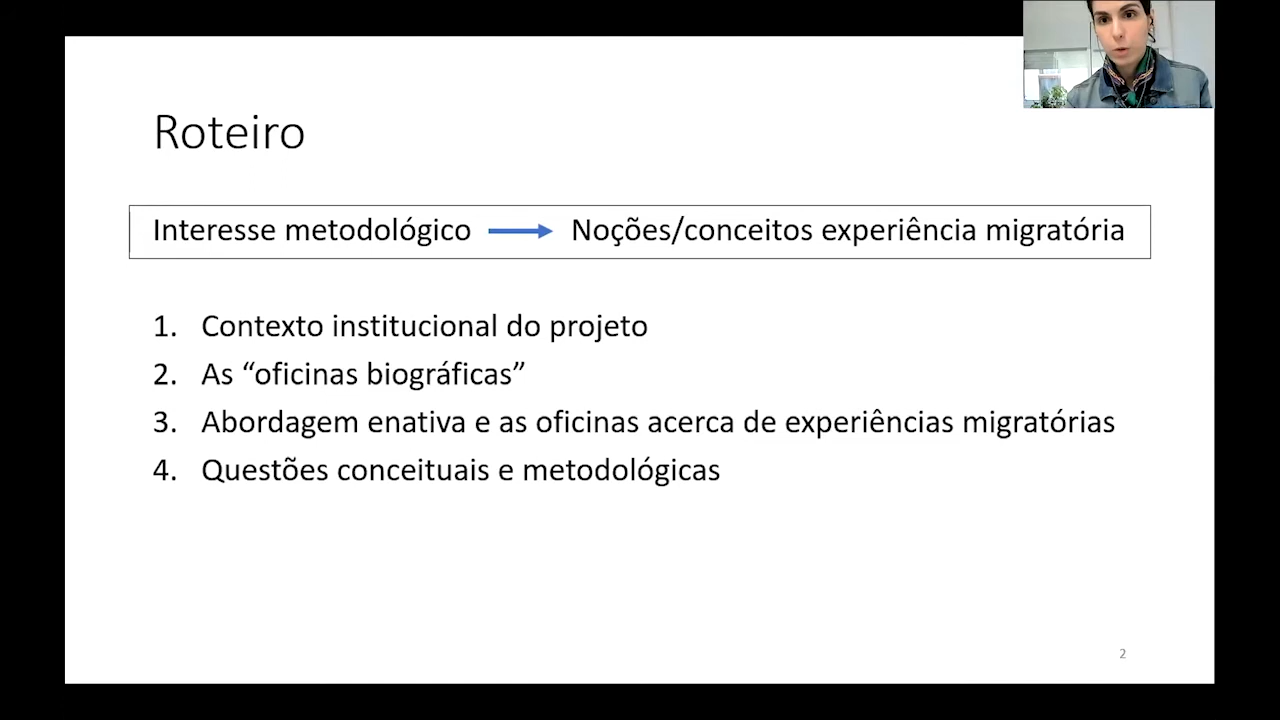 Roteiro
Interesse metodológico → Noções/conceitos experiência migratória
1. Contexto institucional do projeto
2. As “oficinas biográficas”
3. Abordagem enativa e as oficinas acerca de experiências migratórias
4. Questões conceituais e metodológicas
2